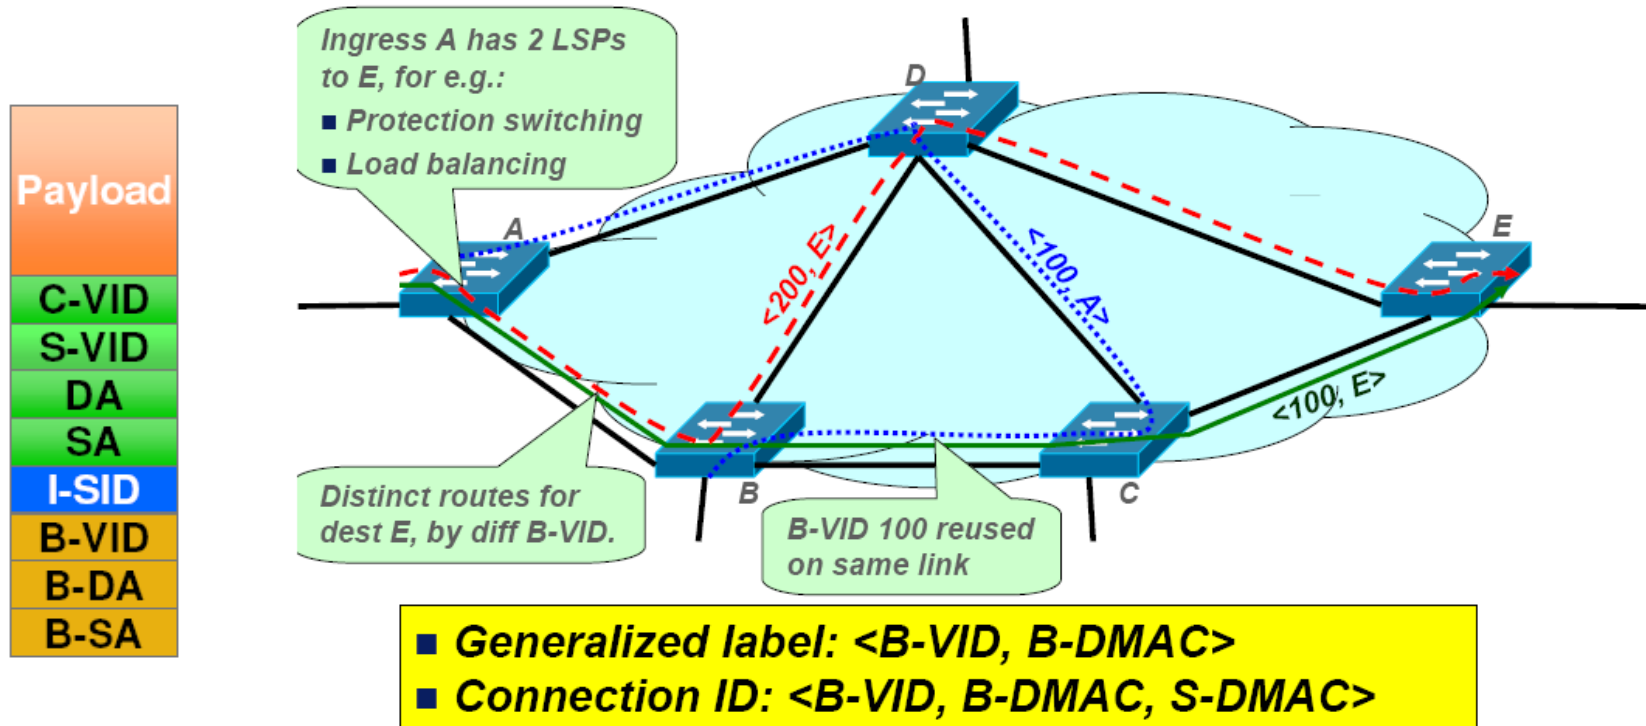 Payload
C-VID
S-VID
DA
SA
I-SID
B-VID
B-DA
B-SA
Ingress A has 2 LSPs
to E, for e.g.:
■ Protection switching
■ Load balancing
D
A
E
<200, E>
<100, A>
<100, E>
B
C
Distinct routes for
dest E, by diff B-VID.
B-VID 100 reused
on same link
■ Generalized label: <B-VID, B-DMAC>
■ Connection ID: <B-VID, B-DMAC, S-DMAC>